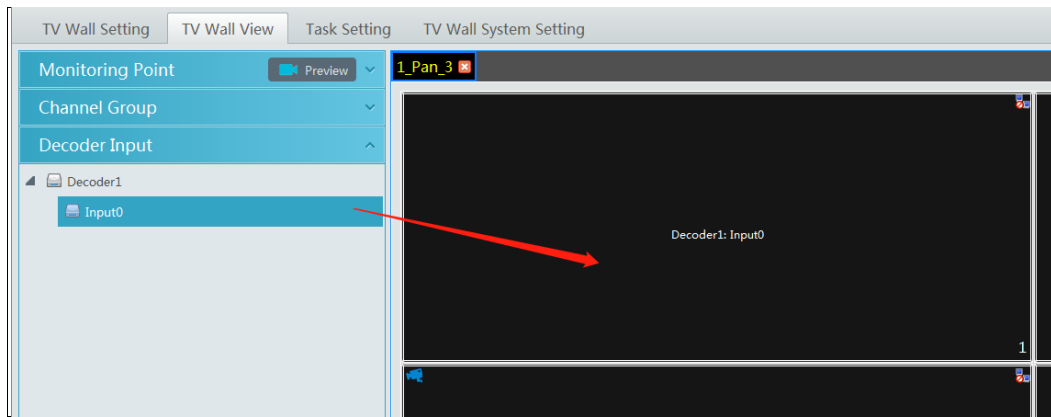 TV Wall Setting TV Wall View Task Setting TV Wall System Setting
Monitoring Point Preview
1_Pan_3
Channel Group
Decoder Input
Decoder1
Input0
Decoder1: Input0
1